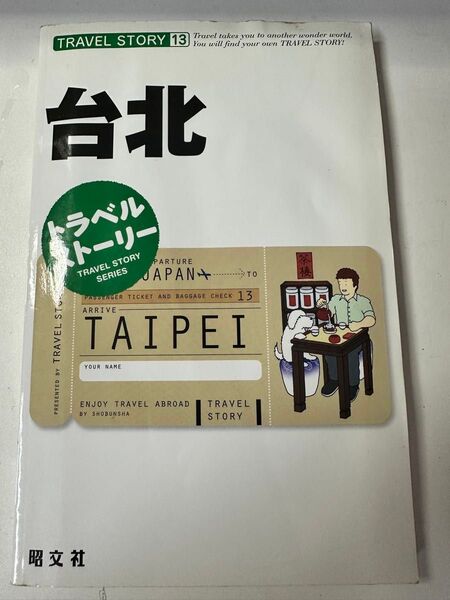 TRAVEL STORY 13
Travel takes you to another wonder world.
You will find your own TRAVEL STORY!
台北
トラベル
ストーリー
TRAVEL STORY
SERIES
PARTURE
JAPAN
TO
PASSENGER TICKET AND BAGGAGE CHECK 13
ARRIVE
TAIPEI
YOUR NAME
ENJOY TRAVEL ABROAD
BY SHOBUNSHA
TRAVEL
STORY
PRESENTED BY TRAVEL STO
昭文社